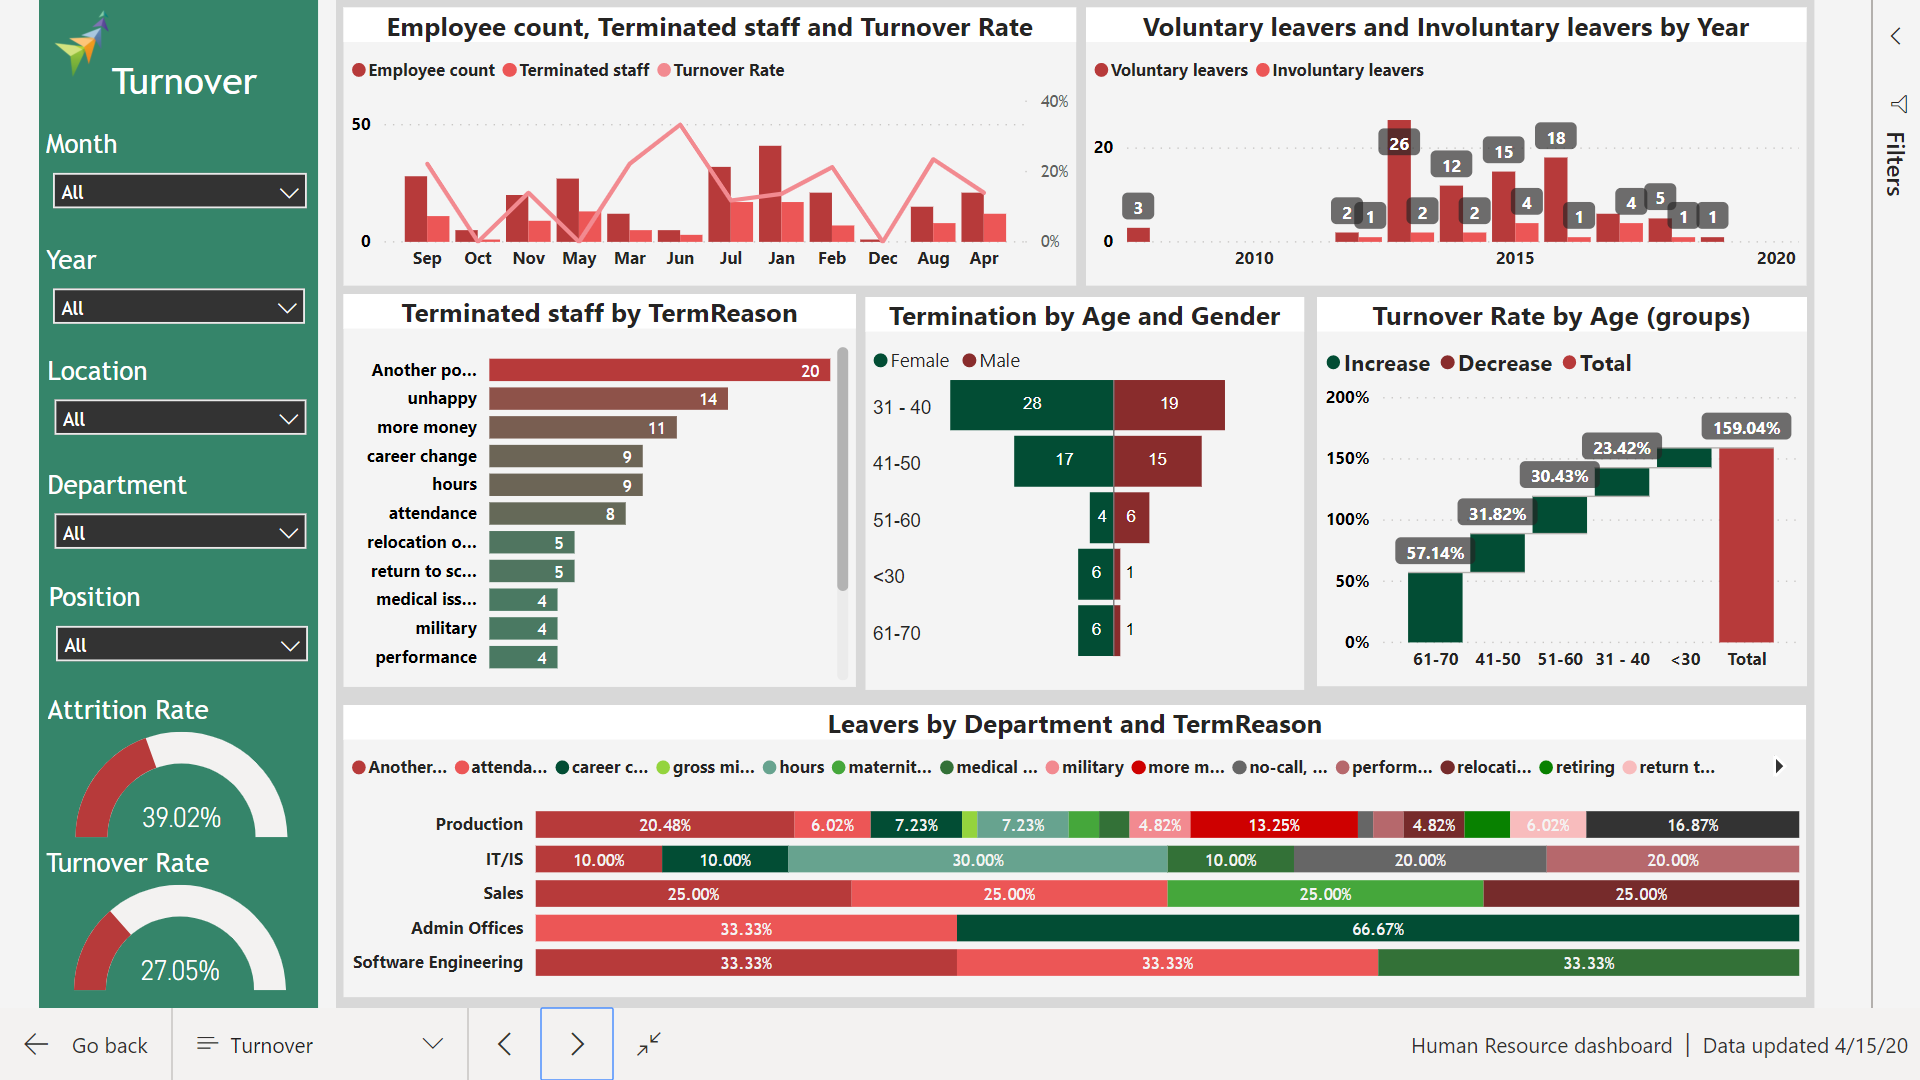 Turnover
Month
All
Year
All
Location
All
Department
All
Position
All
Attrition Rate
39.02%
Turnover Rate
27.05%
Employee count, Terminated staff and Turnover Rate
Employee count Terminated staff Turnover Rate
40%
50
20%
0 0%
Sep Oct Nov May Mar Jun Jul Jan Feb Dec Aug Apr
Voluntary leavers and Involuntary leavers by Year
Voluntary leavers Involuntary leavers
20
0
3 2 1 26 2 12 2 15 4 18 1 4 5 1 1
2010 2015 2020
Terminated staff by TermReason
Another po... 20
unhappy 14
more money 11
career change 9
hours 9
attendance 8
relocation o... 5
return to sc... 5
medical iss... 4
military 4
performance 4
Termination by Age and Gender
Female Male
31 - 40 28 19
41-50 17 15
51-60 4 6
<30 6 1
61-70 6 1
Turnover Rate by Age (groups)
Increase Decrease Total
200%
150%
100%
50%
0%
57.14% 31.82% 30.43% 23.42% 159.04%
61-70 41-50 51-60 31 - 40 <30 Total
Leavers by Department and TermReason
Another... attenda... career c... gross mi... hours maternit... medical ... military more m... no-call, ... perform... relocati... retiring return t...
Production 20.48% 6.02% 7.23% 7.23% 4.82% 13.25% 4.82% 6.02% 16.87%
IT/IS 10.00% 10.00% 30.00% 10.00% 20.00% 20.00%
Sales 25.00% 25.00% 25.00% 25.00%
Admin Offices 33.33% 66.67%
Software Engineering 33.33% 33.33% 33.33%
Filters
Go back Turnover Human Resource dashboard | Data updated 4/15/20